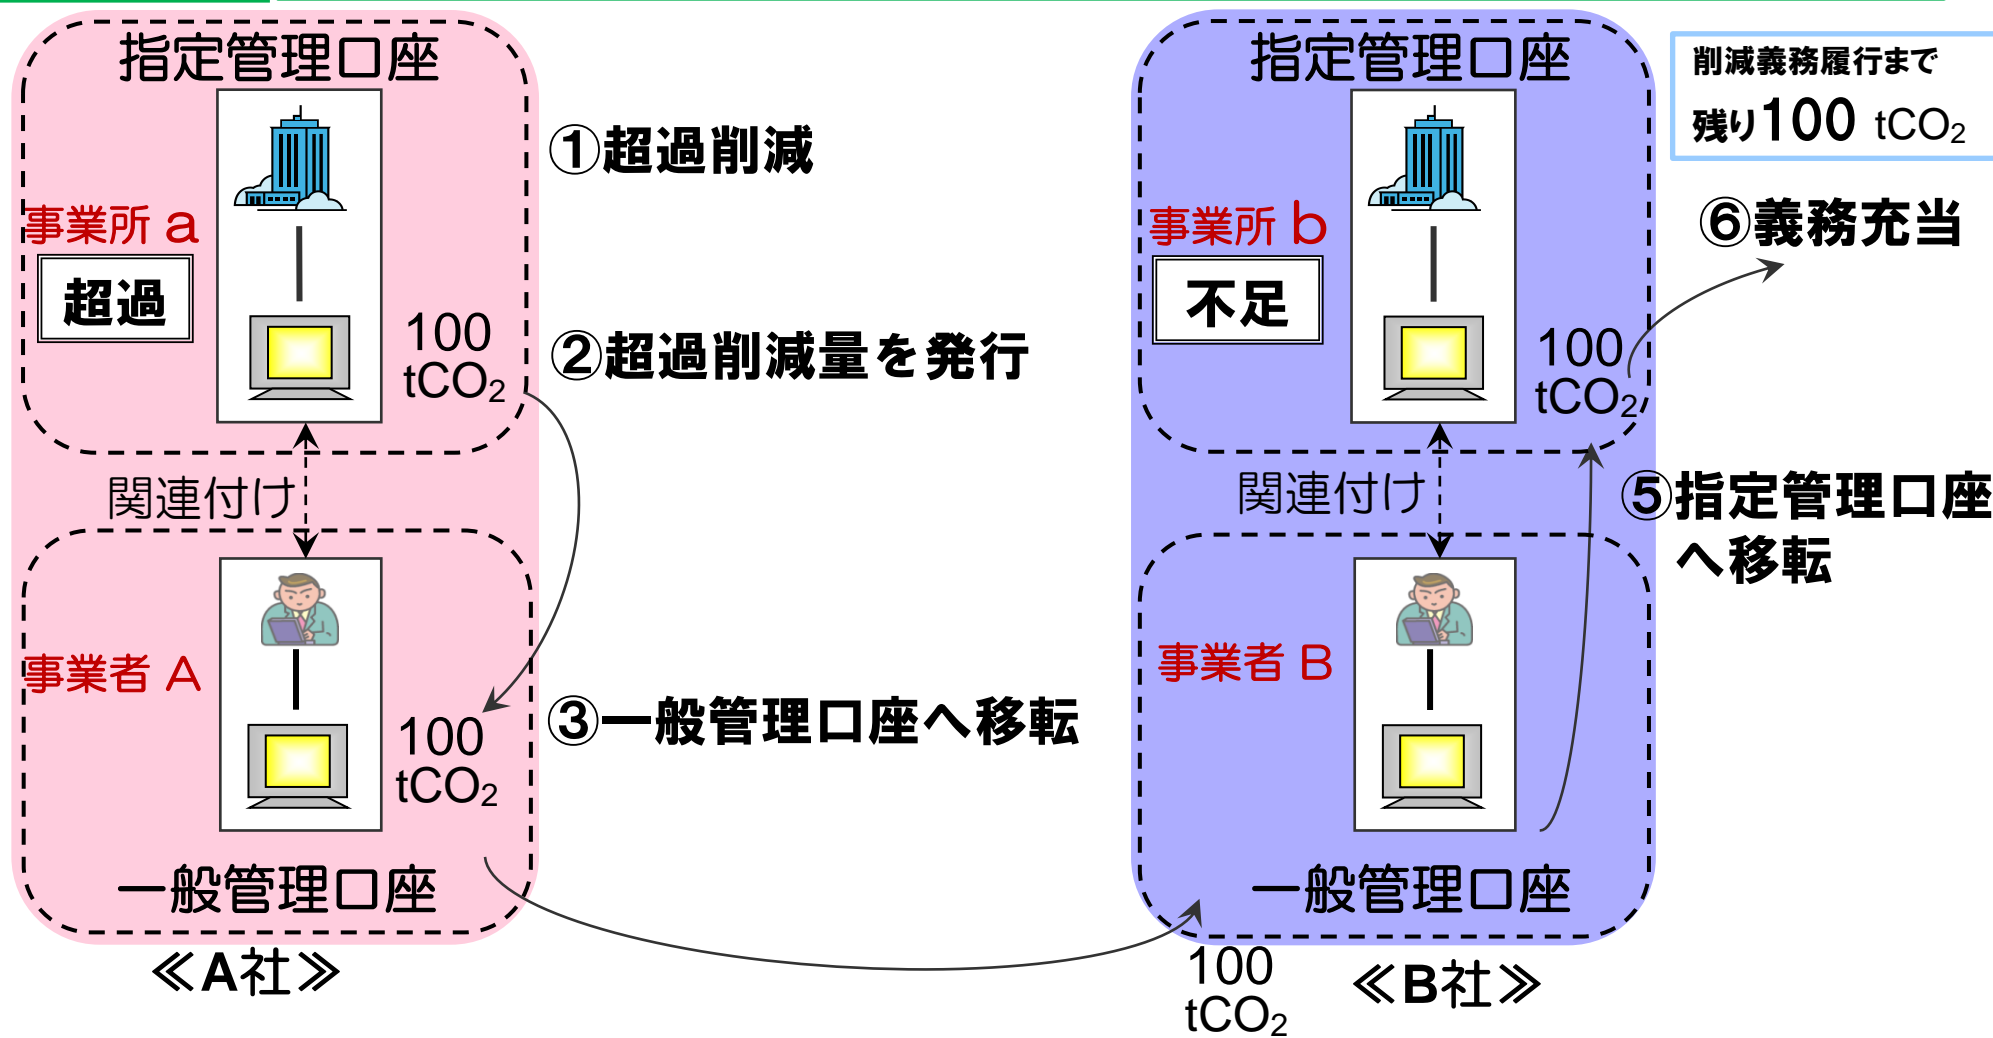 指定管理口座
事業所 a
超過
100
tCO₂
関連付け
事業者 A
100
tCO₂
一般管理口座
≪A社≫
①超過削減
②超過削減量を発行
③一般管理口座へ移転
指定管理口座
事業所 b
不足
100
tCO₂
関連付け
事業者 B
一般管理口座
100
tCO₂
≪B社≫
削減義務履行まで
残り100 tCO₂
⑥義務充当
⑤指定管理口座
へ移転